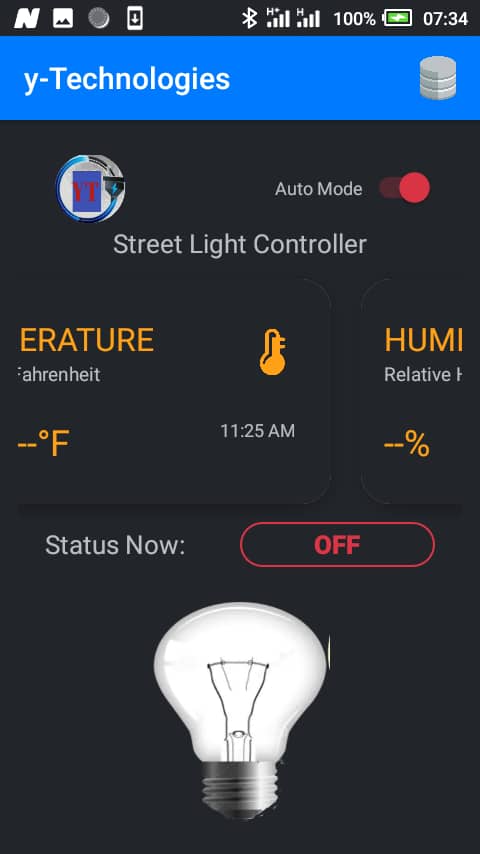 H+ H 100% 07:34
y-Technologies
YT
Auto Mode
Street Light Controller
ERATURE
HUMI
Fahrenheit
Relative H
--°F
11:25 AM
--%
Status Now:
OFF